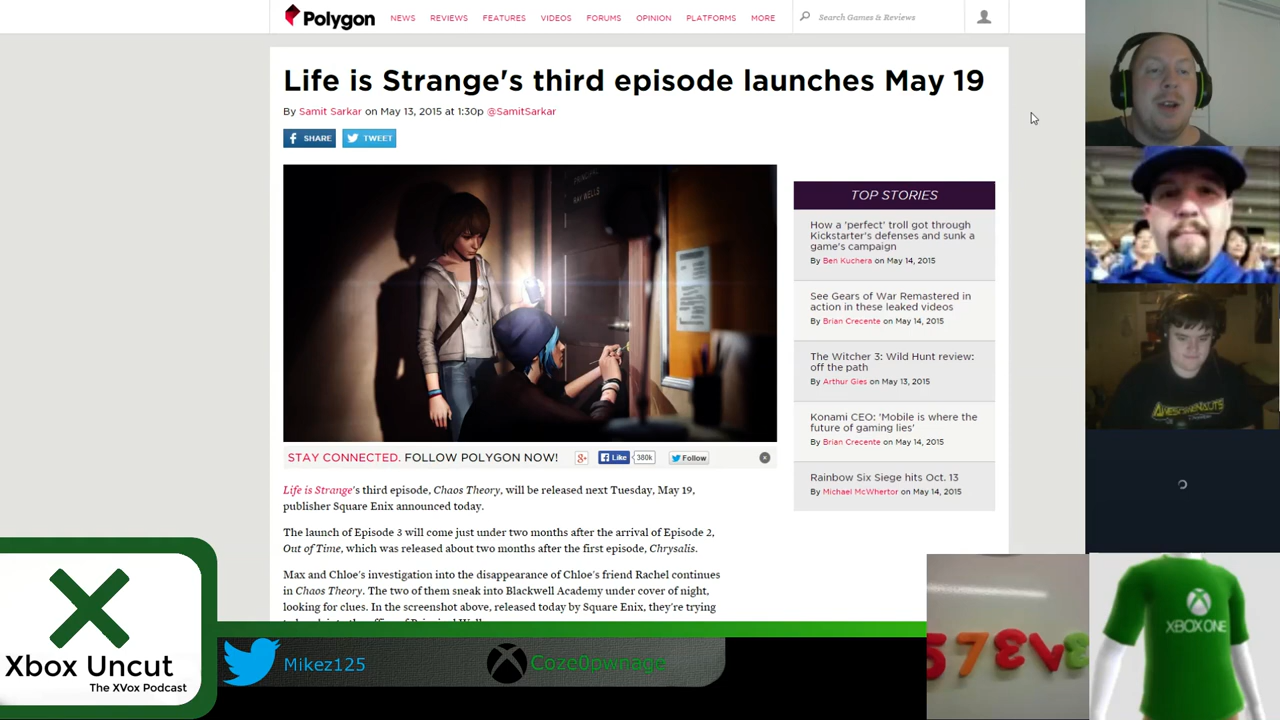 Polygon
NEWS
REVIEWS
FEATURES
VIDEOS
FORUMS
OPINION
PLATFORMS
MORE
Search Games & Reviews
Life is Strange's third episode launches May 19
By Samit Sarkar on May 13, 2015 at 1:30p @SamitSarkar
SHARE
TWEET
PRINCIPAL
RAY WELLS
STAY CONNECTED. FOLLOW POLYGON NOW!
Like
380k
Follow
Life is Strange's third episode, Chaos Theory, will be released next Tuesday, May 19,
publisher Square Enix announced today.
The launch of Episode 3 will come just under two months after the arrival of Episode 2,
Out of Time, which was released about two months after the first episode, Chrysalis.
Max and Chloe's investigation into the disappearance of Chloe's friend Rachel continues
in Chaos Theory. The two of them sneak into Blackwell Academy under cover of night,
looking for clues. In the screenshot above, released today by Square Enix, they're trying
TOP STORIES
How a 'perfect' troll got through
Kickstarter's defenses and sunk a
game's campaign
By Ben Kuchera on May 14, 2015
See Gears of War Remastered in
action in these leaked videos
By Brian Crecente on May 14, 2015
The Witcher 3: Wild Hunt review:
off the path
By Arthur Gies on May 13, 2015
Konami CEO: 'Mobile is where the
future of gaming lies'
By Brian Crecente on May 14, 2015
Rainbow Six Siege hits Oct. 13
By Michael McWhertor on May 14, 2015
AWESOMENAUTS
Xbox Uncut
The XVox Podcast
Mikez125
Coze0pwnage
XBOX ONE